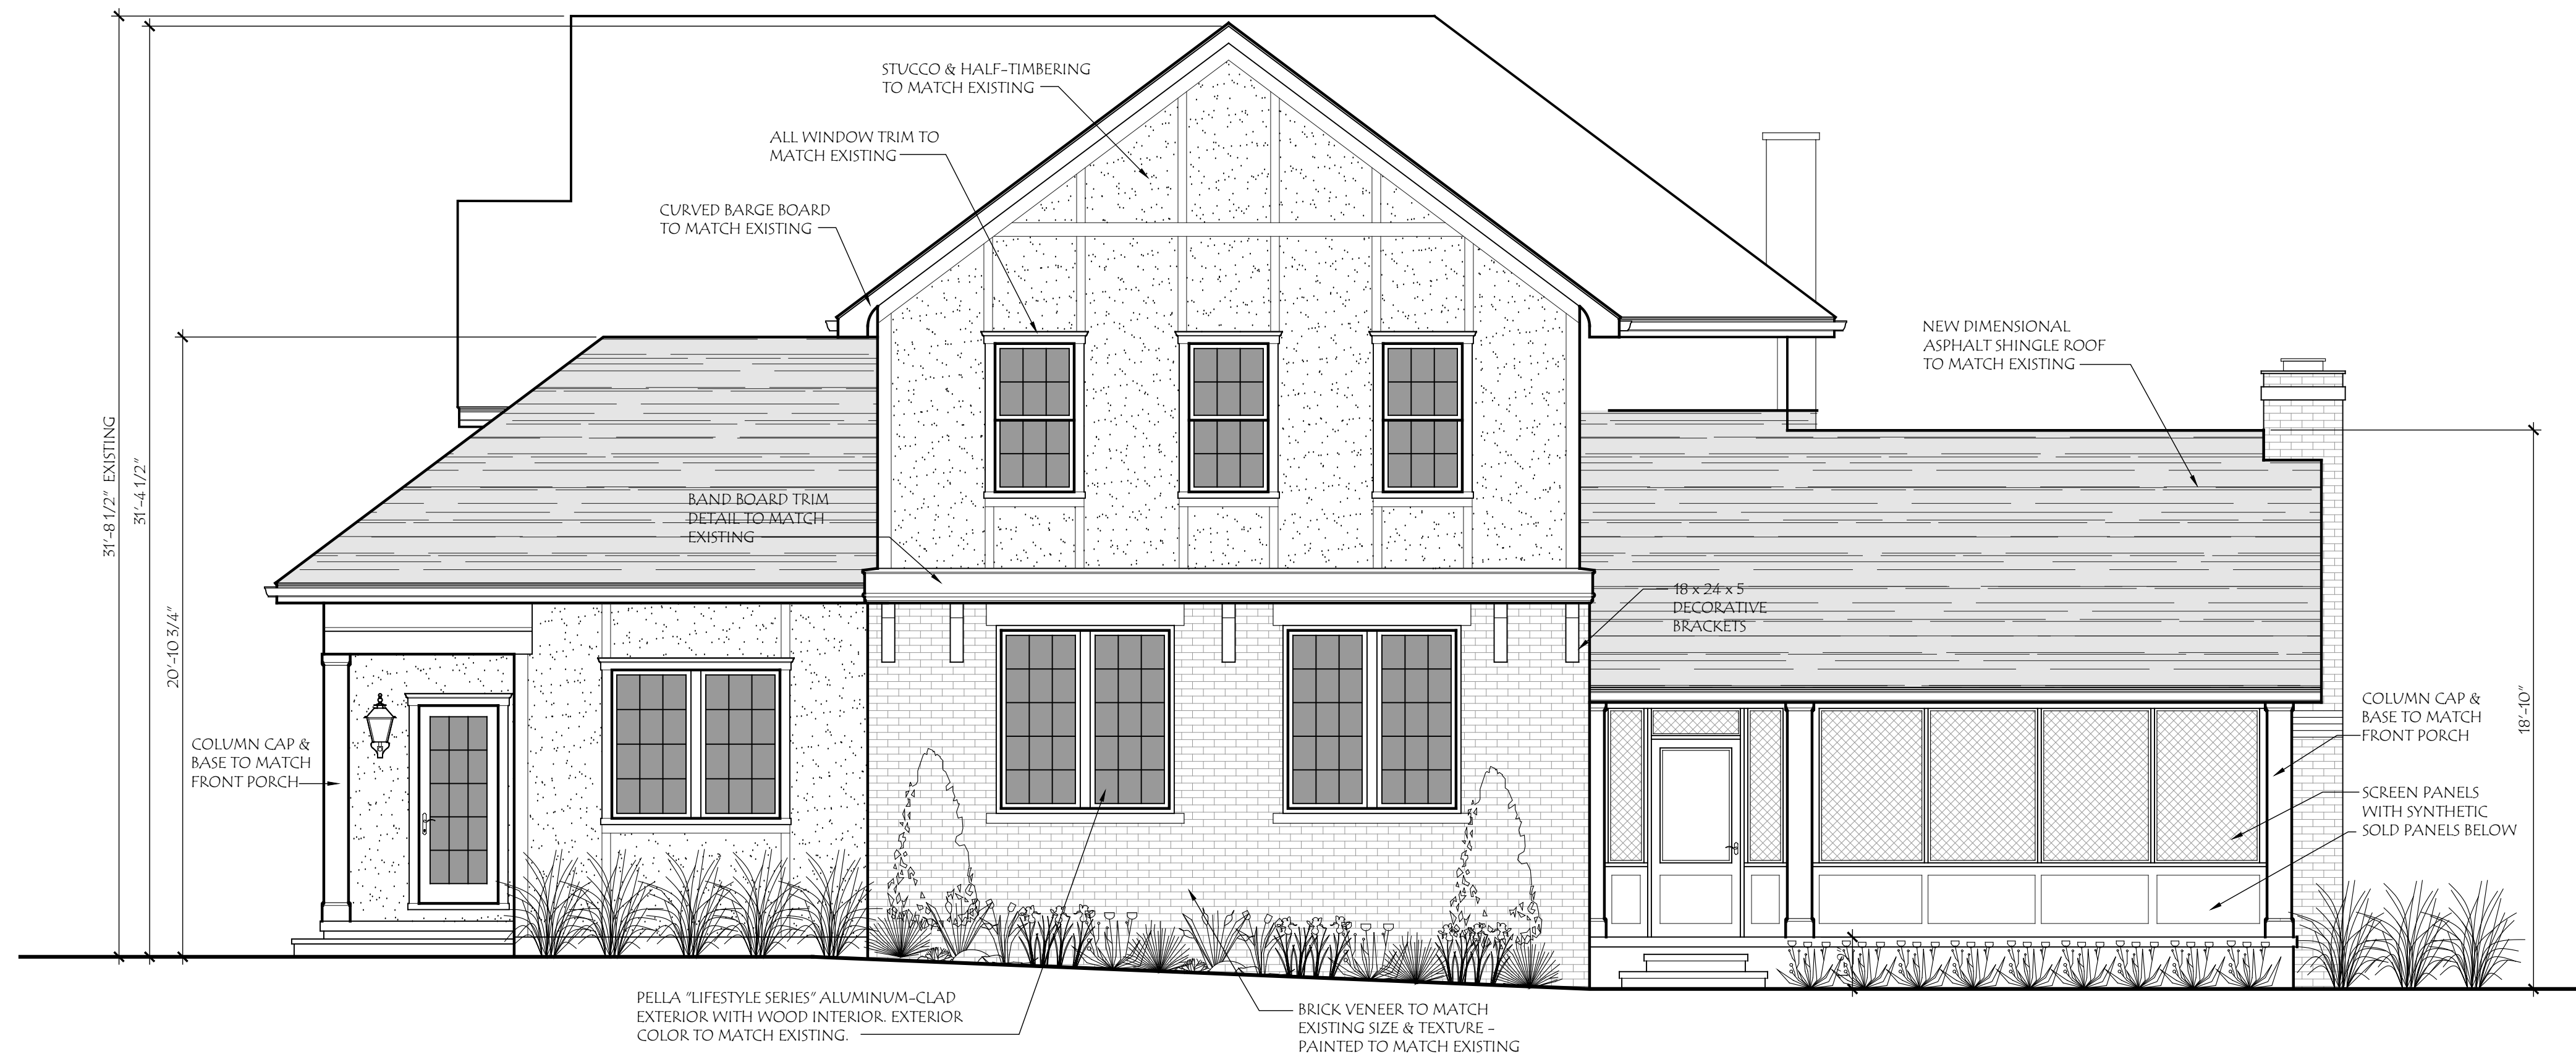 STUCCO & HALF-TIMBERING
TO MATCH EXISTING
ALL WINDOW TRIM TO
MATCH EXISTING
CURVED BARGE BOARD
TO MATCH EXISTING
NEW DIMENSIONAL
ASPHALT SHINGLE ROOF
TO MATCH EXISTING
31'-8 1/2" EXISTING
31'-4 1/2"
20'-10 3/4"
BAND BOARD TRIM
DETAIL TO MATCH
EXISTING
18 x 24 x 5
DECORATIVE
BRACKETS
COLUMN CAP &
BASE TO MATCH
FRONT PORCH
COLUMN CAP &
BASE TO MATCH
FRONT PORCH
18'-10"
SCREEN PANELS
WITH SYNTHETIC
SOLD PANELS BELOW
PELLA "LIFESTYLE SERIES" ALUMINUM-CLAD
EXTERIOR WITH WOOD INTERIOR. EXTERIOR
COLOR TO MATCH EXISTING.
BRICK VENEER TO MATCH
EXISTING SIZE & TEXTURE -
PAINTED TO MATCH EXISTING